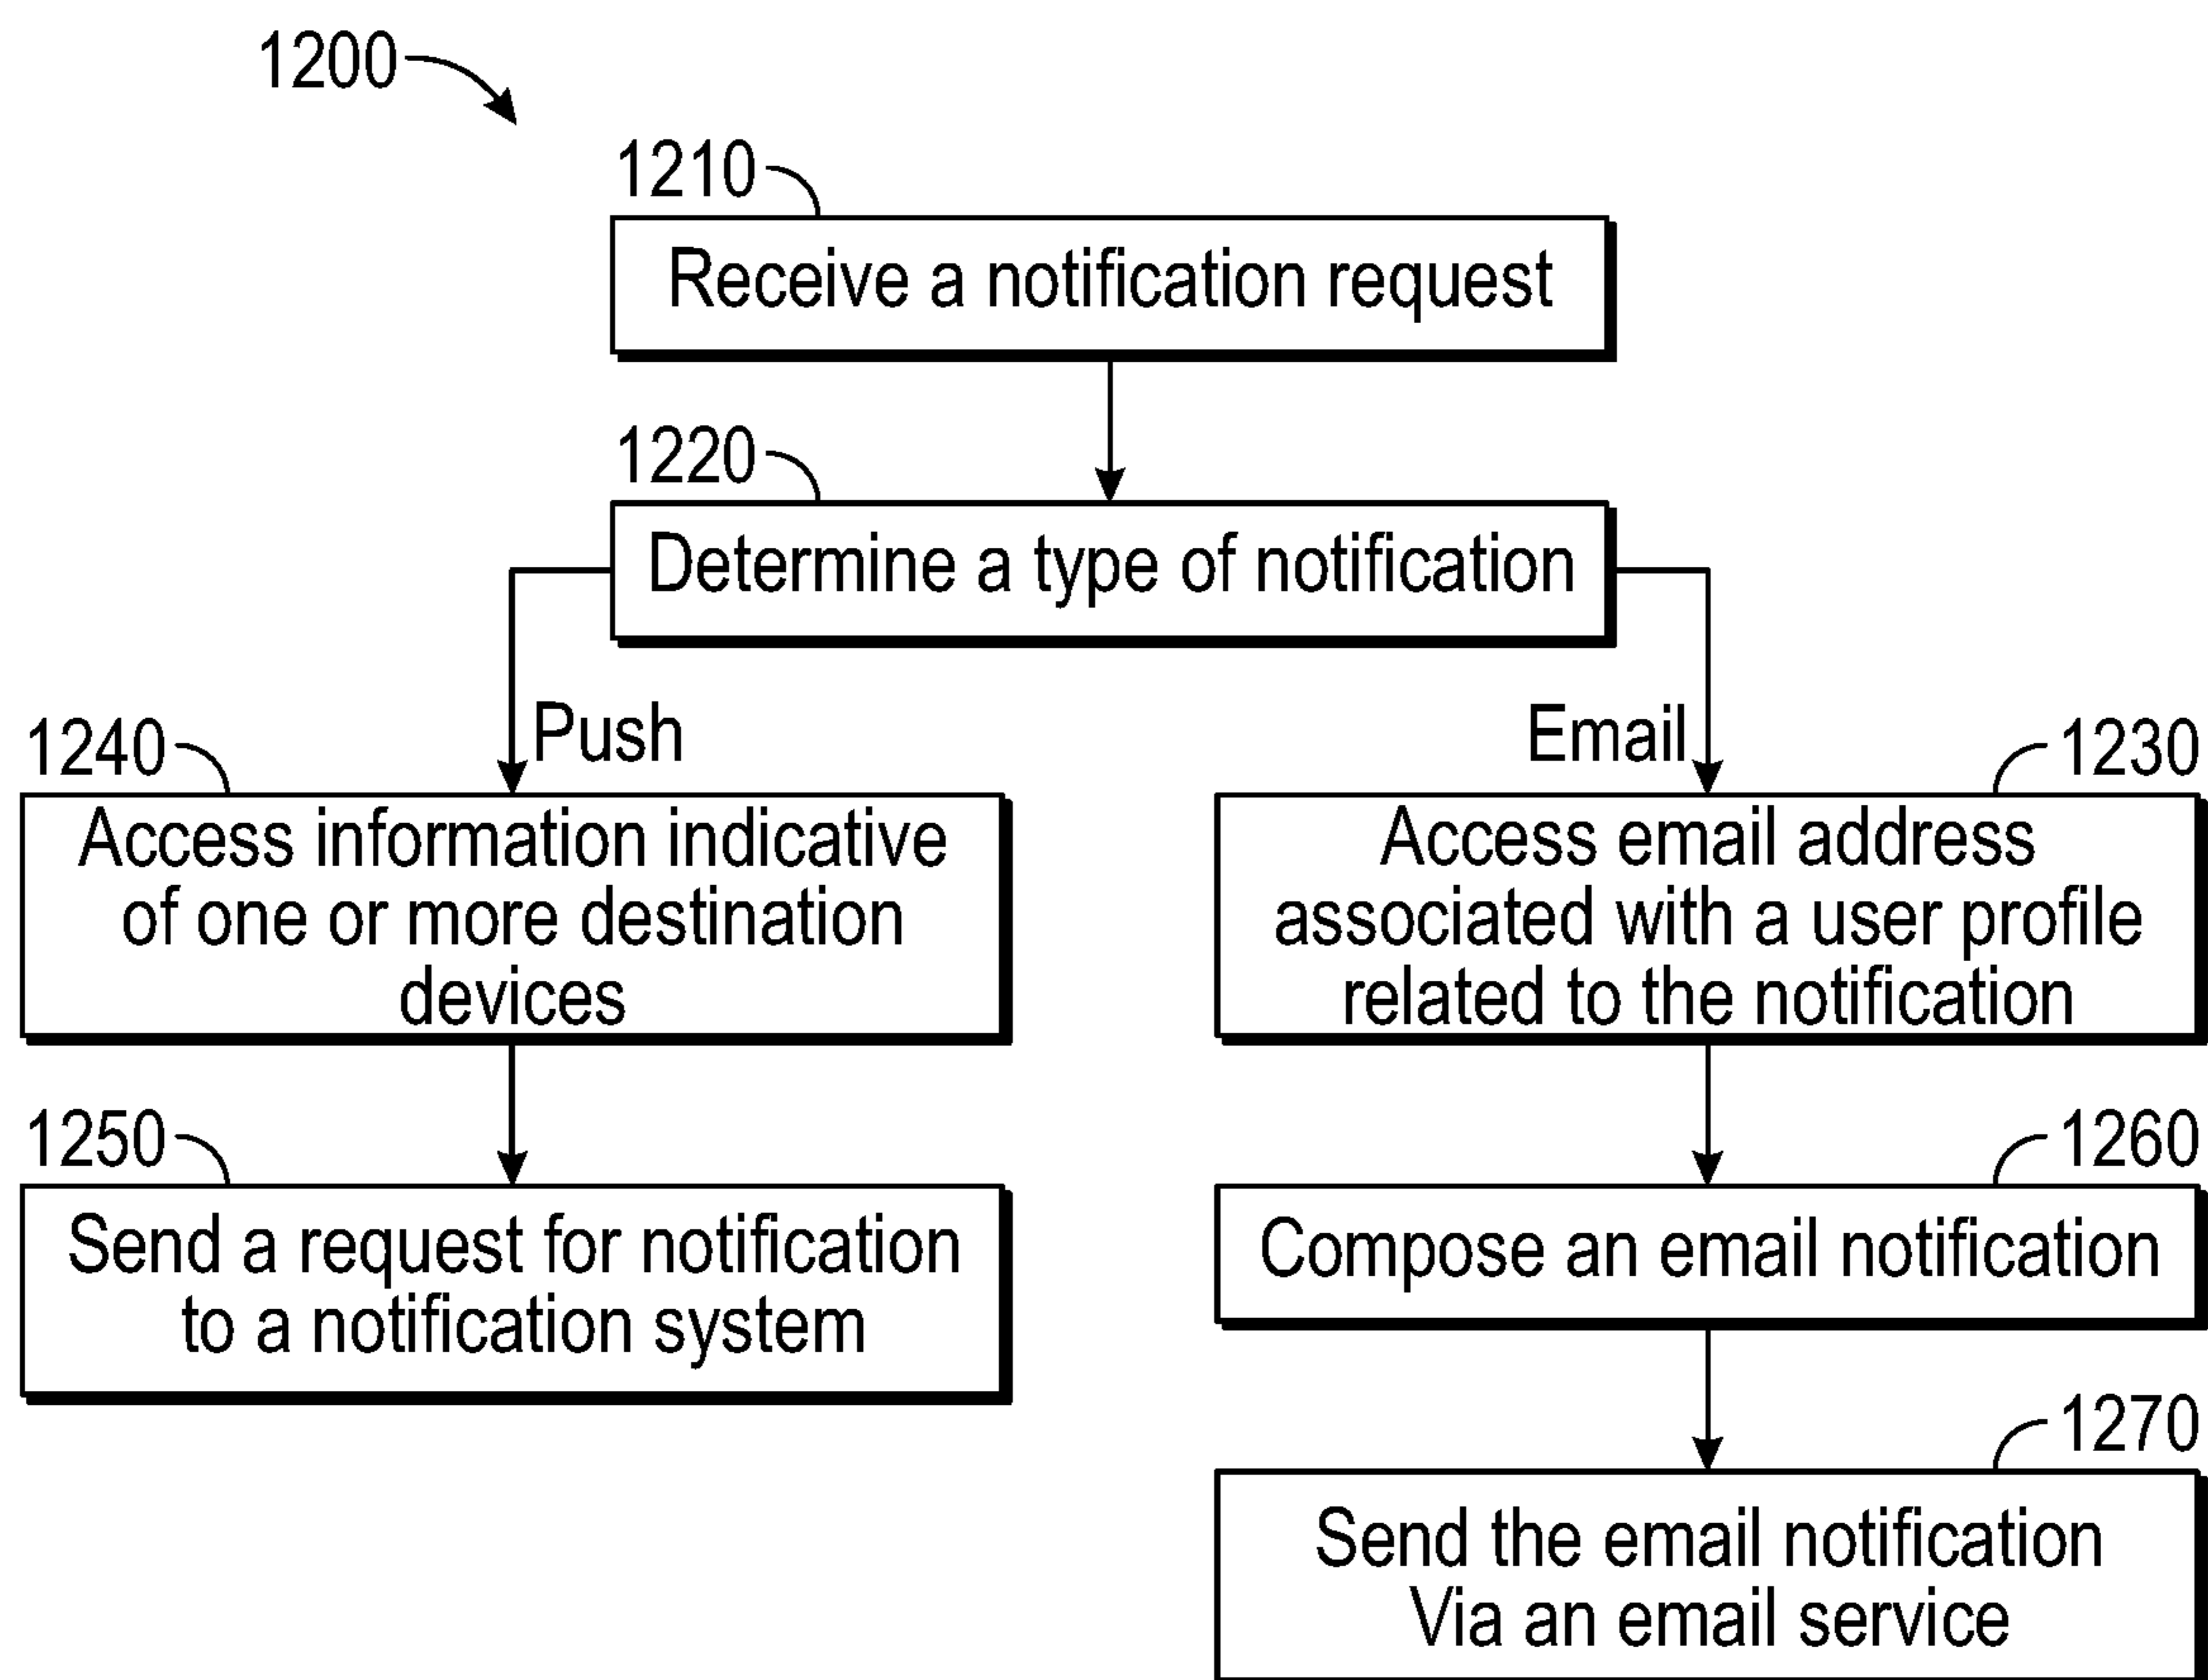 1200
1210
Receive a notification request
1220
Determine a type of notification
Push
Email
1240
Access information indicative
of one or more destination
devices
1230
Access email address
associated with a user profile
related to the notification
1250
Send a request for notification
to a notification system
1260
Compose an email notification
1270
Send the email notification
Via an email service